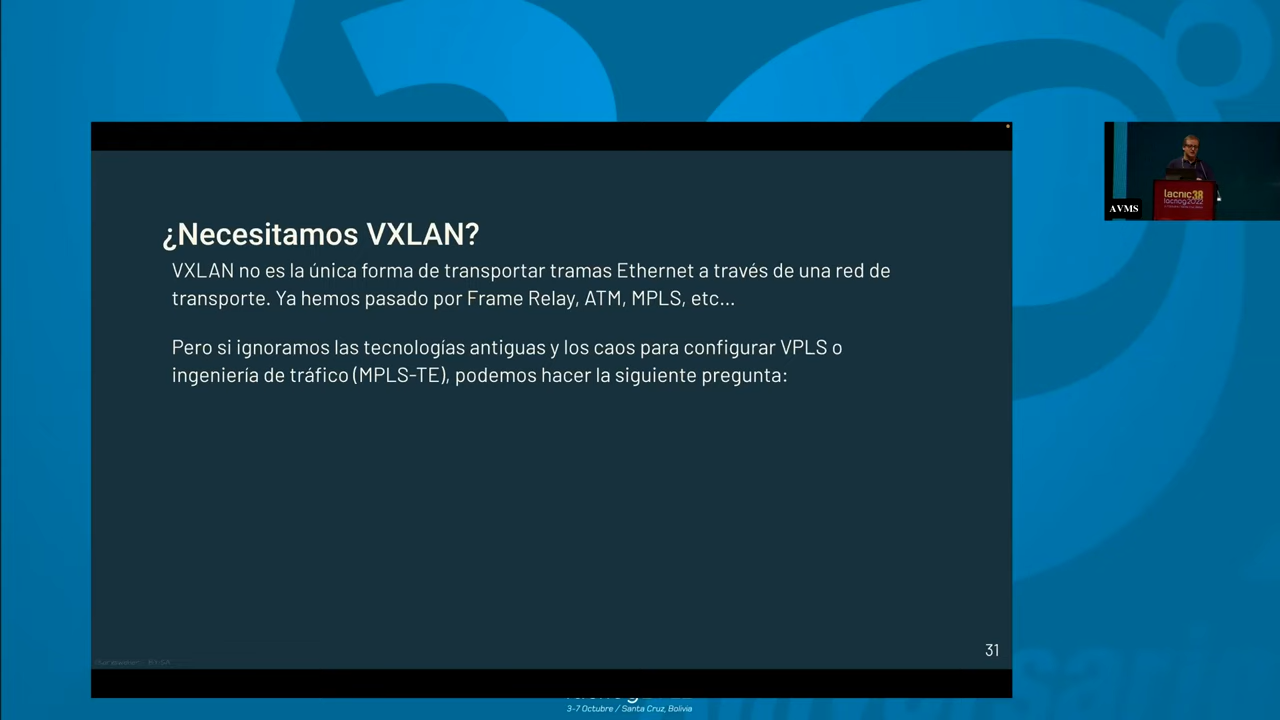 ¿Necesitamos VXLAN?
VXLAN no es la única forma de transportar tramas Ethernet a través de una red de
transporte. Ya hemos pasado por Frame Relay, ATM, MPLS, etc...
Pero si ignoramos las tecnologías antiguas y los caos para configurar VPLS o
ingeniería de tráfico (MPLS-TE), podemos hacer la siguiente pregunta:
31
lacnic38
lacnog2022
AVMS
3-7 Octubre / Santa Cruz, Bolivia